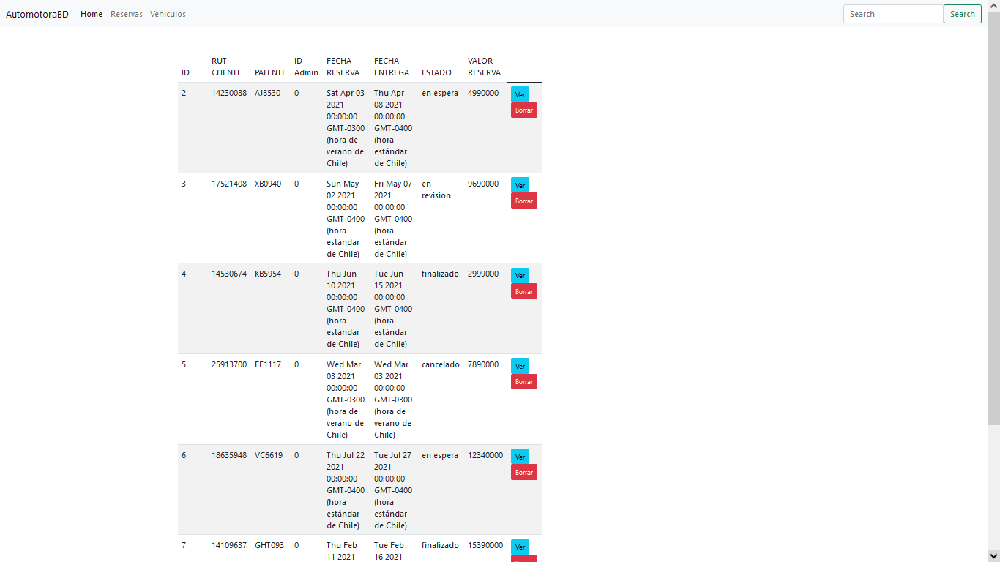 AutomotoraBD Home Reservas Vehiculos Search Search
ID RUT CLIENTE PATENTE ID Admin FECHA RESERVA FECHA ENTREGA ESTADO VALOR RESERVA
2 14230088 AJ8530 0 Sat Apr 03 2021 00:00:00 GMT-0300 (hora de verano de Chile) Thu Apr 08 2021 00:00:00 GMT-0400 (hora estándar de Chile) en espera 4990000 Ver Borrar
3 17521408 XB0940 0 Sun May 02 2021 00:00:00 GMT-0400 (hora estándar de Chile) Fri May 07 2021 00:00:00 GMT-0400 (hora estándar de Chile) en revision 9690000 Ver Borrar
4 14530674 KB5954 0 Thu Jun 10 2021 00:00:00 GMT-0400 (hora estándar de Chile) Tue Jun 15 2021 00:00:00 GMT-0400 (hora estándar de Chile) finalizado 2999000 Ver Borrar
5 25913700 FE1117 0 Wed Mar 03 2021 00:00:00 GMT-0300 (hora de verano de Chile) Wed Mar 03 2021 00:00:00 GMT-0300 (hora de verano de Chile) cancelado 7890000 Ver Borrar
6 18635948 VC6619 0 Thu Jul 22 2021 00:00:00 GMT-0400 (hora estándar de Chile) Tue Jul 27 2021 00:00:00 GMT-0400 (hora estándar de Chile) en espera 12340000 Ver Borrar
7 14109637 GHT093 0 Thu Feb 11 2021 Tue Feb 16 2021 finalizado 15390000 Ver